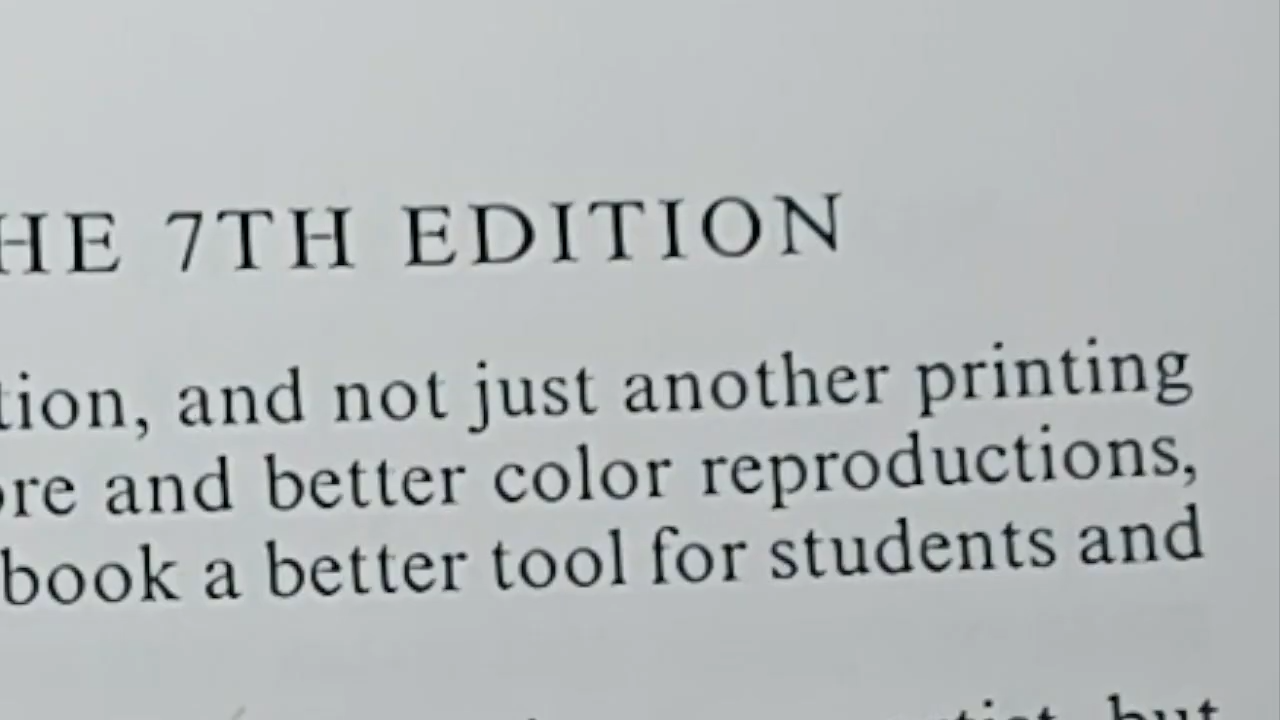 HE 7TH EDITION
tion, and not just another printing
ore and better color reproductions,
book a better tool for students and
but